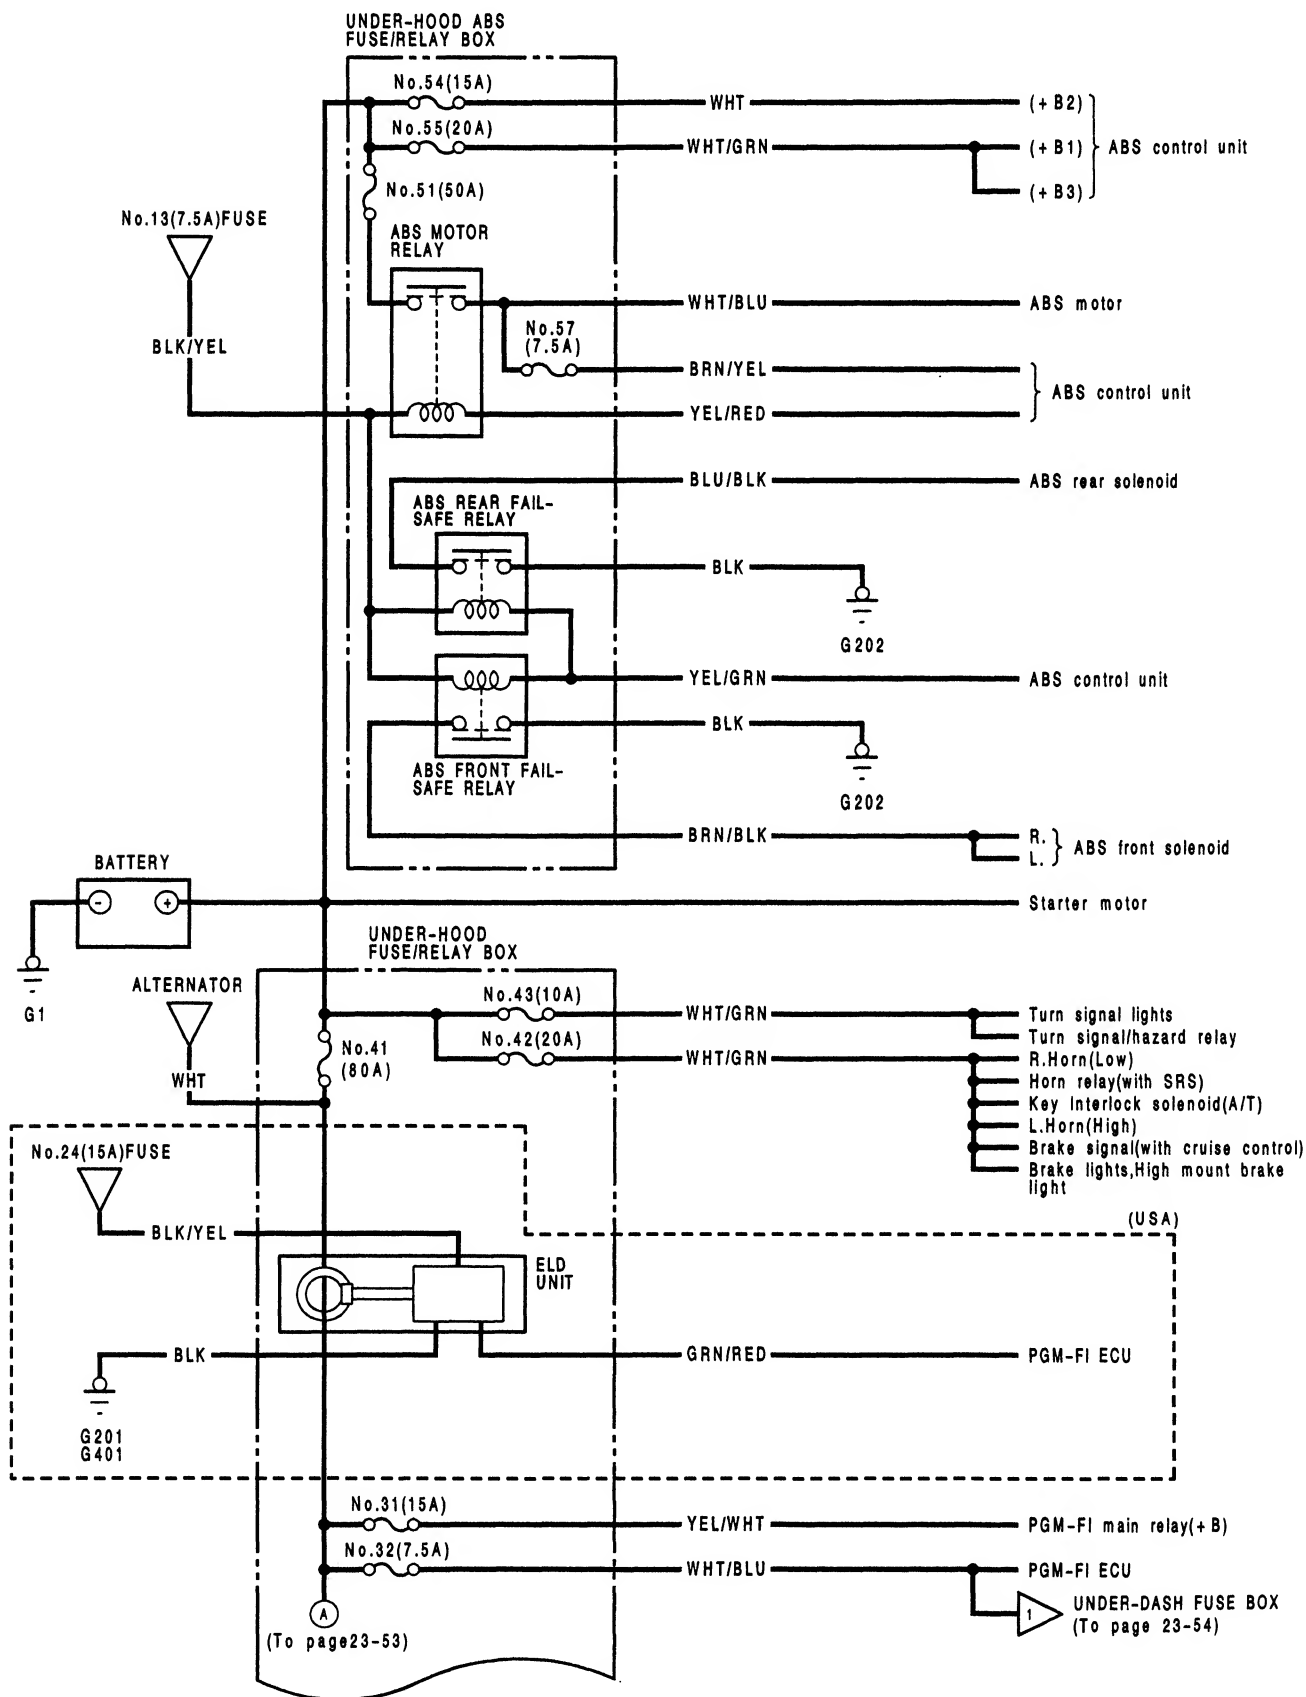 UNDER-HOOD ABS
FUSE/RELAY BOX
No.54(15A)
WHT
(+B2)
No.55(20A)
WHT/GRN
(+B1)
ABS control unit
No.51(50A)
(+B3)
No.13(7.5A)FUSE
ABS MOTOR
RELAY
WHT/BLU
ABS motor
No.57
(7.5A)
BLK/YEL
BRN/YEL
ABS control unit
YEL/RED
BLU/BLK
ABS rear solenoid
ABS REAR FAIL-
SAFE RELAY
BLK
G202
YEL/GRN
ABS control unit
BLK
G202
ABS FRONT FAIL-
SAFE RELAY
BRN/BLK
R.
L.
ABS front solenoid
BATTERY
-
+
Starter motor
G1
UNDER-HOOD
FUSE/RELAY BOX
ALTERNATOR
No.43(10A)
WHT/GRN
Turn signal lights
Turn signal/hazard relay
No.41
(80A)
No.42(20A)
WHT/GRN
R.Horn(Low)
Horn relay(with SRS)
Key interlock solenoid(A/T)
L.Horn(High)
Brake signal(with cruise control)
Brake lights,High mount brake
light
WHT
No.24(15A)FUSE
(USA)
BLK/YEL
ELD
UNIT
BLK
GRN/RED
PGM-FI ECU
G201
G401
No.31(15A)
YEL/WHT
PGM-FI main relay(+B)
No.32(7.5A)
WHT/BLU
PGM-FI ECU
A
(To page23-53)
1
UNDER-DASH FUSE BOX
(To page 23-54)